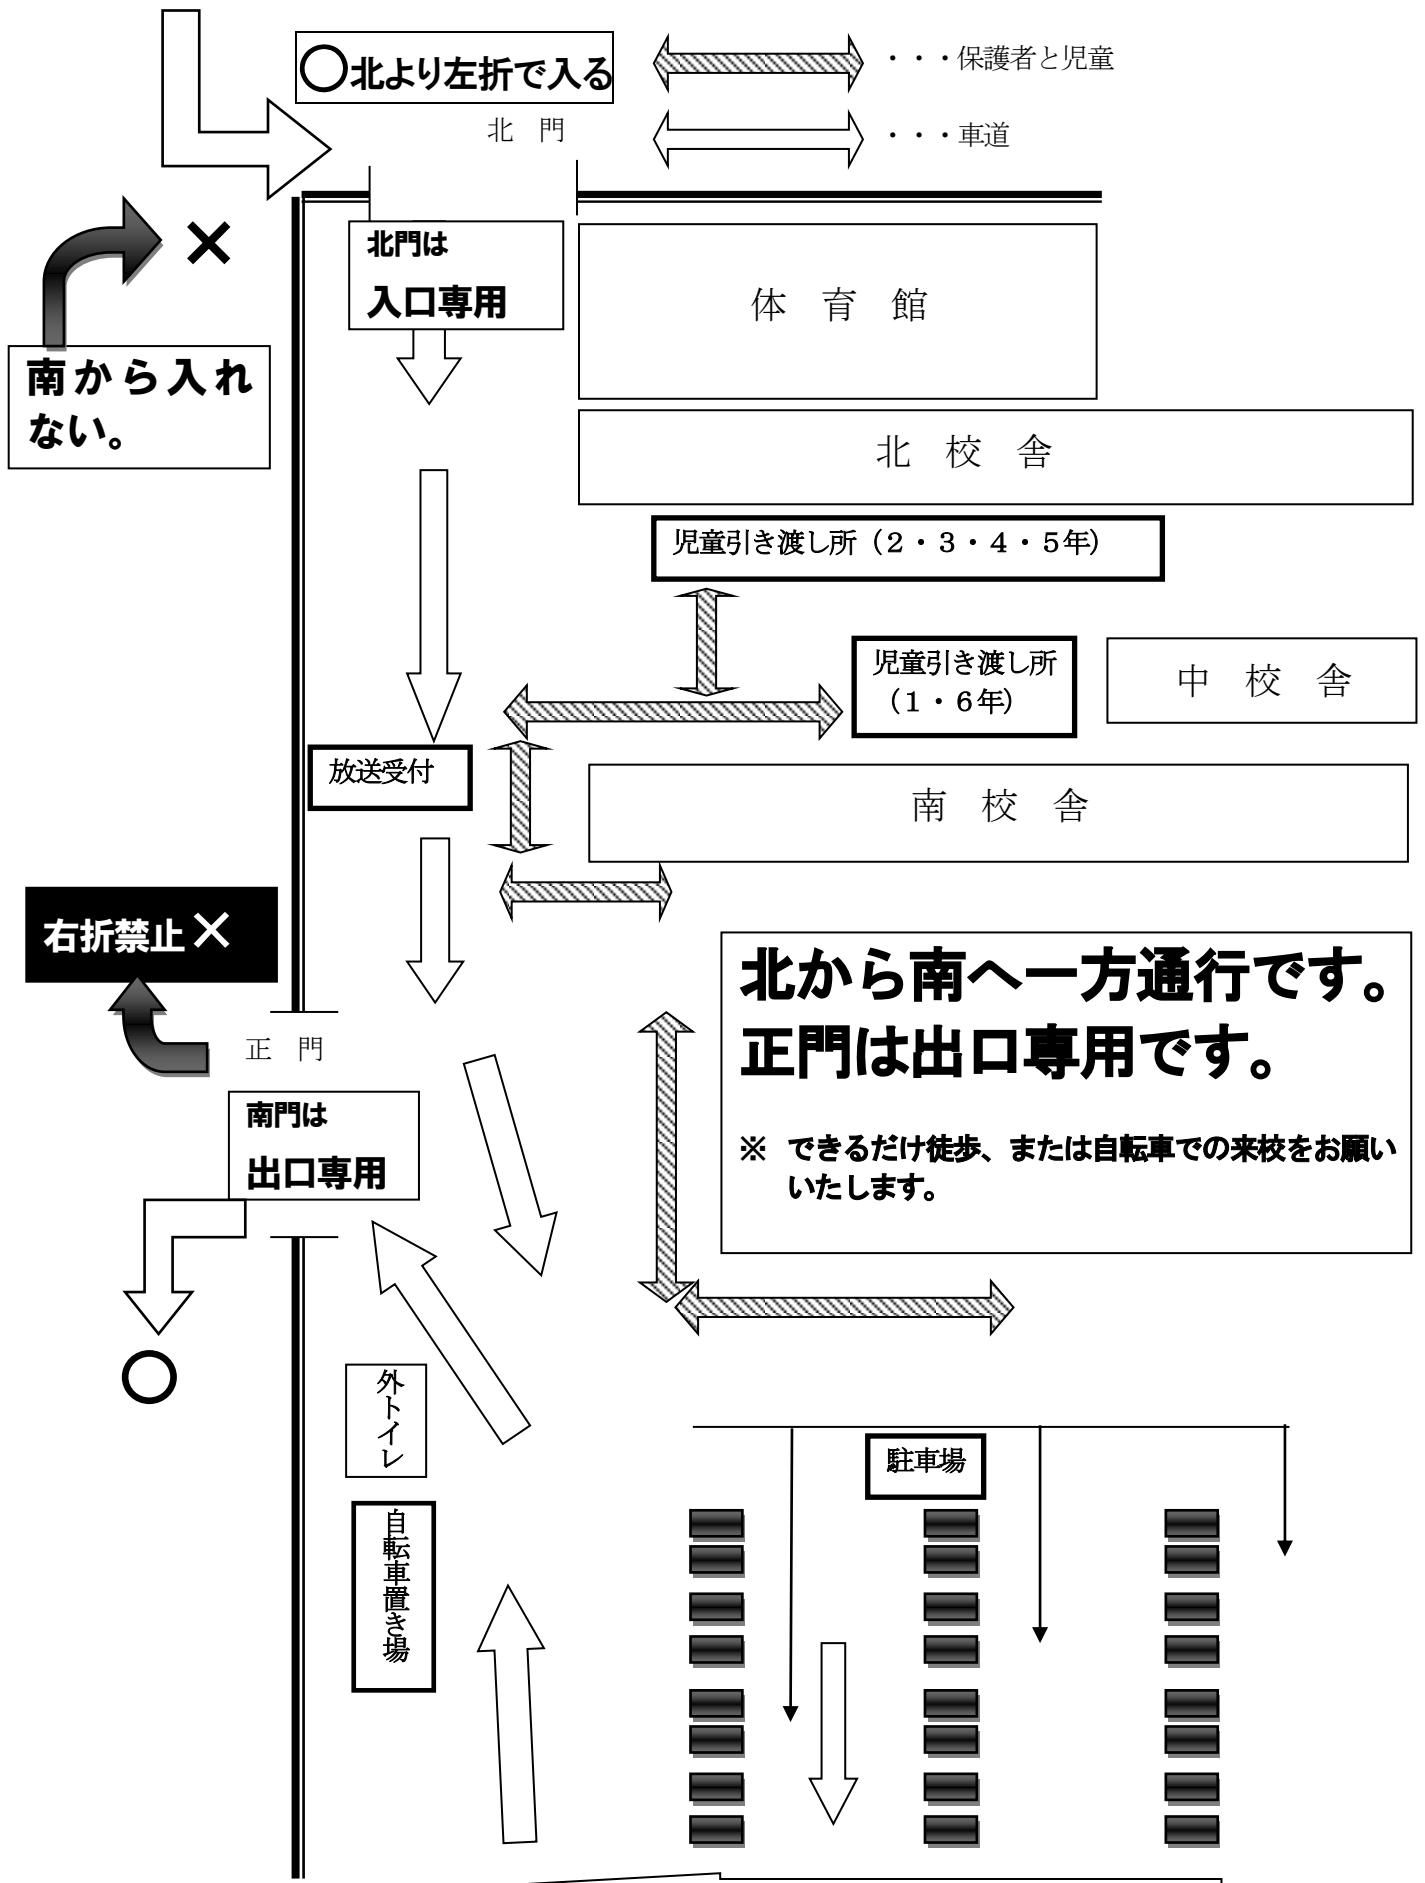 〇北より左折で入る
・・・保護者と児童
北　門
・・・車道
×
北門は
入口専用
体　育　館
南から入れ
ない。
北　校　舎
児童引き渡し所（２・３・４・５年）
児童引き渡し所
（１・６年）
中　校　舎
放送受付
南　校　舎
右折禁止×
北から南へ一方通行です。
正門は出口専用です。
※　できるだけ徒歩、または自転車での来校をお願い
いたします。
正　門
南門は
出口専用
〇
外トイレ
駐車場
自転車置き場